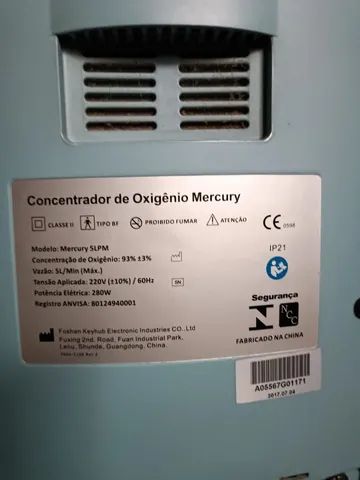 Concentrador de Oxigênio Mercury
CLASSE II TIPO BF PROIBIDO FUMAR ATENÇÃO CE 0598
Modelo: Mercury 5LPM
Concentração de Oxigênio: 93% ±3%
IP21
Vazão: 5L/Min (Máx.)
Tensão Aplicada: 220V (±10%) / 60Hz
SN
Potência Elétrica: 280W
Registro ANVISA: 80124940001
Segurança
N NCC
FABRICADO NA CHINA
Foshan Keyhub Electronic Industries CO.,Ltd
Fuxing 2nd. Road, Fuan Industrial Park,
Leliu, Shunde, Guangdong. China.
A05567G01171
2017.07.04